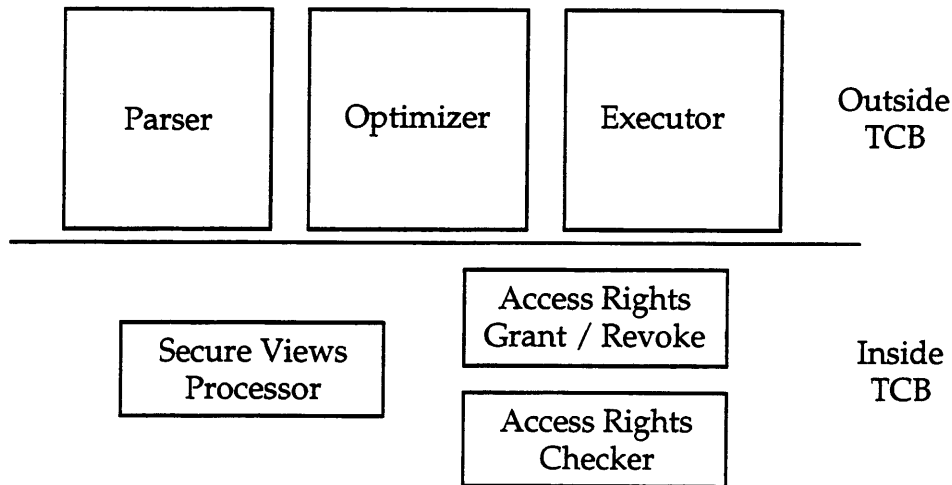 Parser
Optimizer
Executor
Outside
TCB
Access Rights
Grant / Revoke
Secure Views
Processor
Inside
TCB
Access Rights
Checker